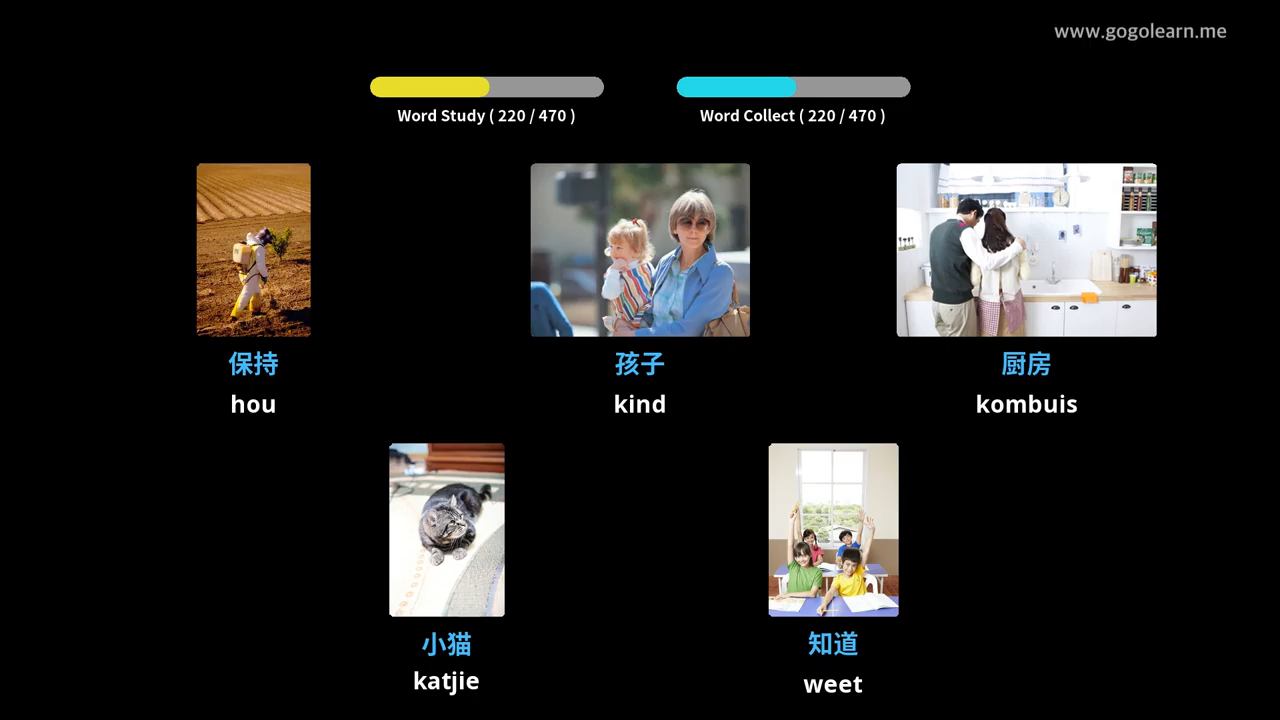 www.gogolearn.me
Word Study ( 220 / 470 )
Word Collect ( 220 / 470 )
保持
hou
孩子
kind
厨房
kombuis
小猫
katjie
知道
weet